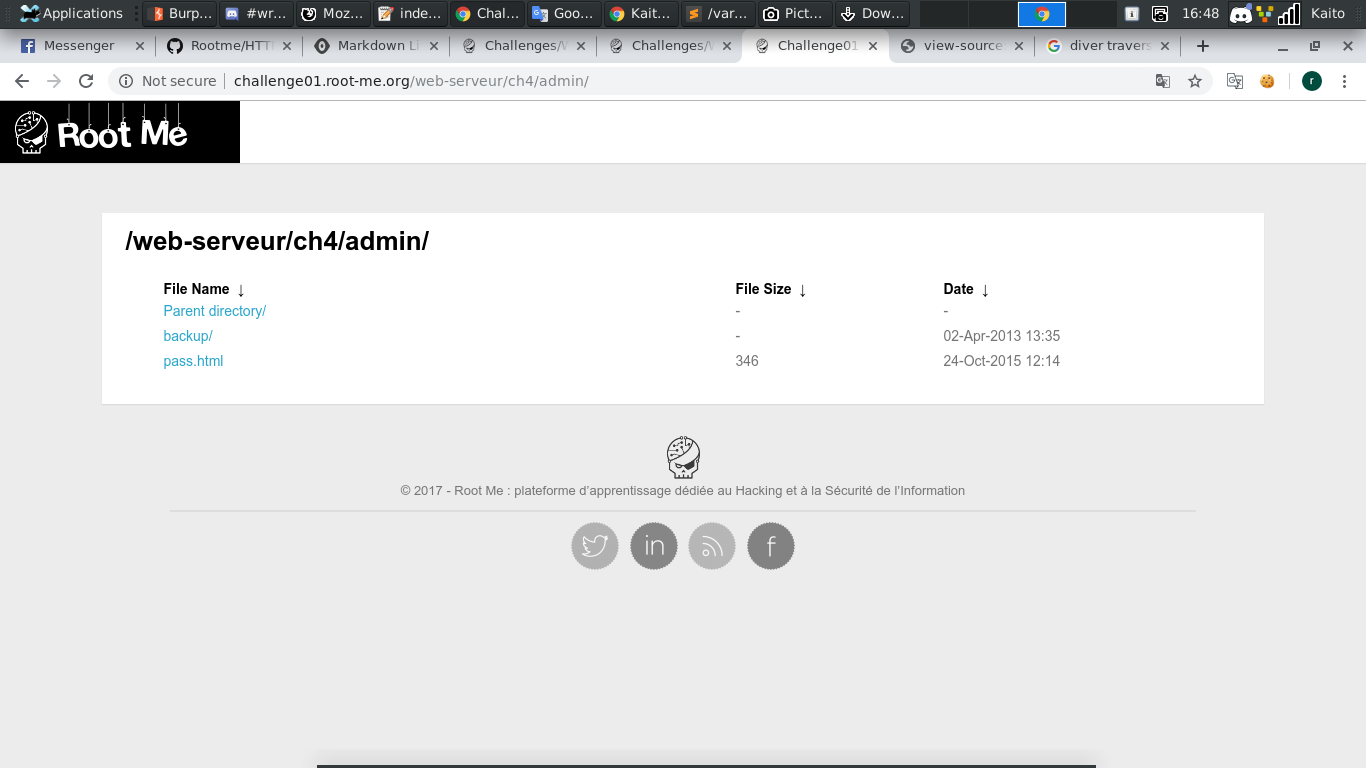 Applications Burp... #wr... Moz... inde... Chal... Goo... Kait... /var... Pict... Dow... 16:48 Kaito
Messenger Rootme/HTT Markdown Li Challenges/ Challenges/ Challenge01 view-source diver travers
Not secure challenge01.root-me.org/web-serveur/ch4/admin/ r
Root Me
/web-serveur/ch4/admin/
File Name ↓ File Size ↓ Date ↓
Parent directory/ - -
backup/ - 02-Apr-2013 13:35
pass.html 346 24-Oct-2015 12:14
© 2017 - Root Me : plateforme d’apprentissage dédiée au Hacking et à la Sécurité de l’Information
in f